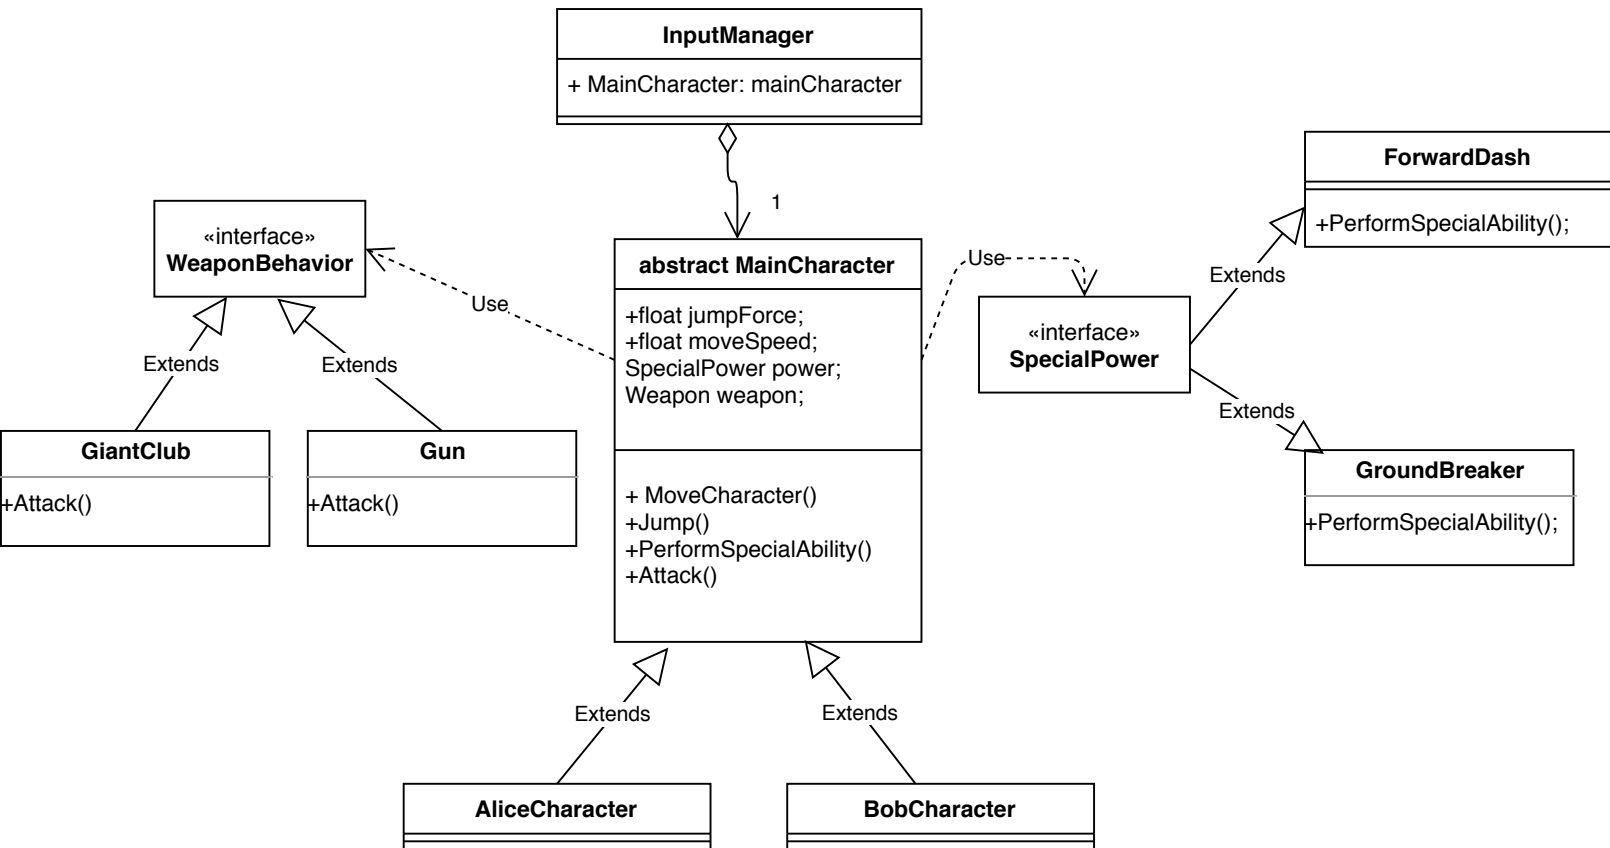 InputManager
+ MainCharacter: mainCharacter
1
«interface»
WeaponBehavior
Use
Extends
Extends
GiantClub
+Attack()
Gun
+Attack()
abstract MainCharacter
+float jumpForce;
+float moveSpeed;
SpecialPower power;
Weapon weapon;
+ MoveCharacter()
+Jump()
+PerformSpecialAbility()
+Attack()
Use
«interface»
SpecialPower
Extends
Extends
ForwardDash
+PerformSpecialAbility();
GroundBreaker
+PerformSpecialAbility();
Extends
Extends
AliceCharacter
BobCharacter